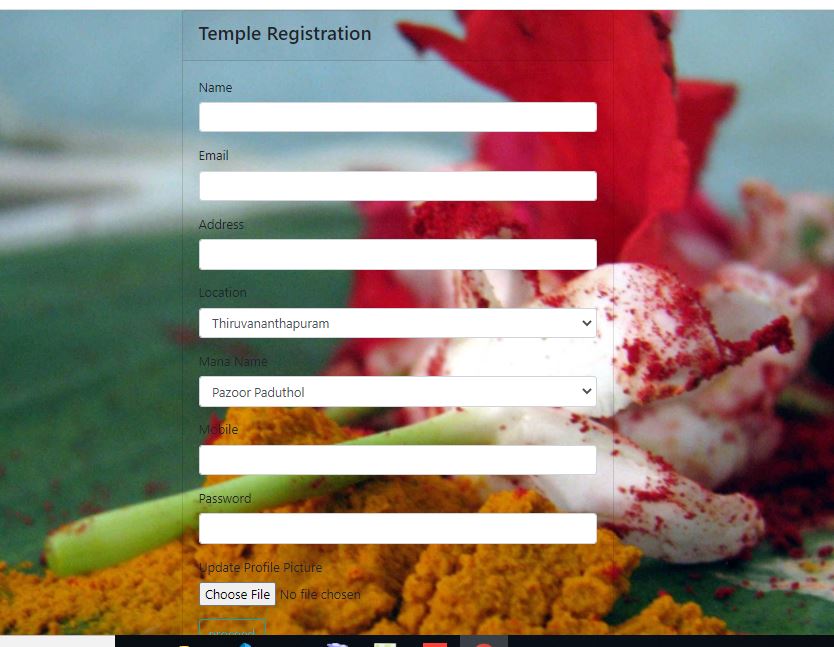 Temple Registration
Name
Email
Address
Location
Thiruvananthapuram
Mana Name
Pazoor Paduthol
Mobile
Password
Update Profile Picture
Choose File No file chosen
proceed